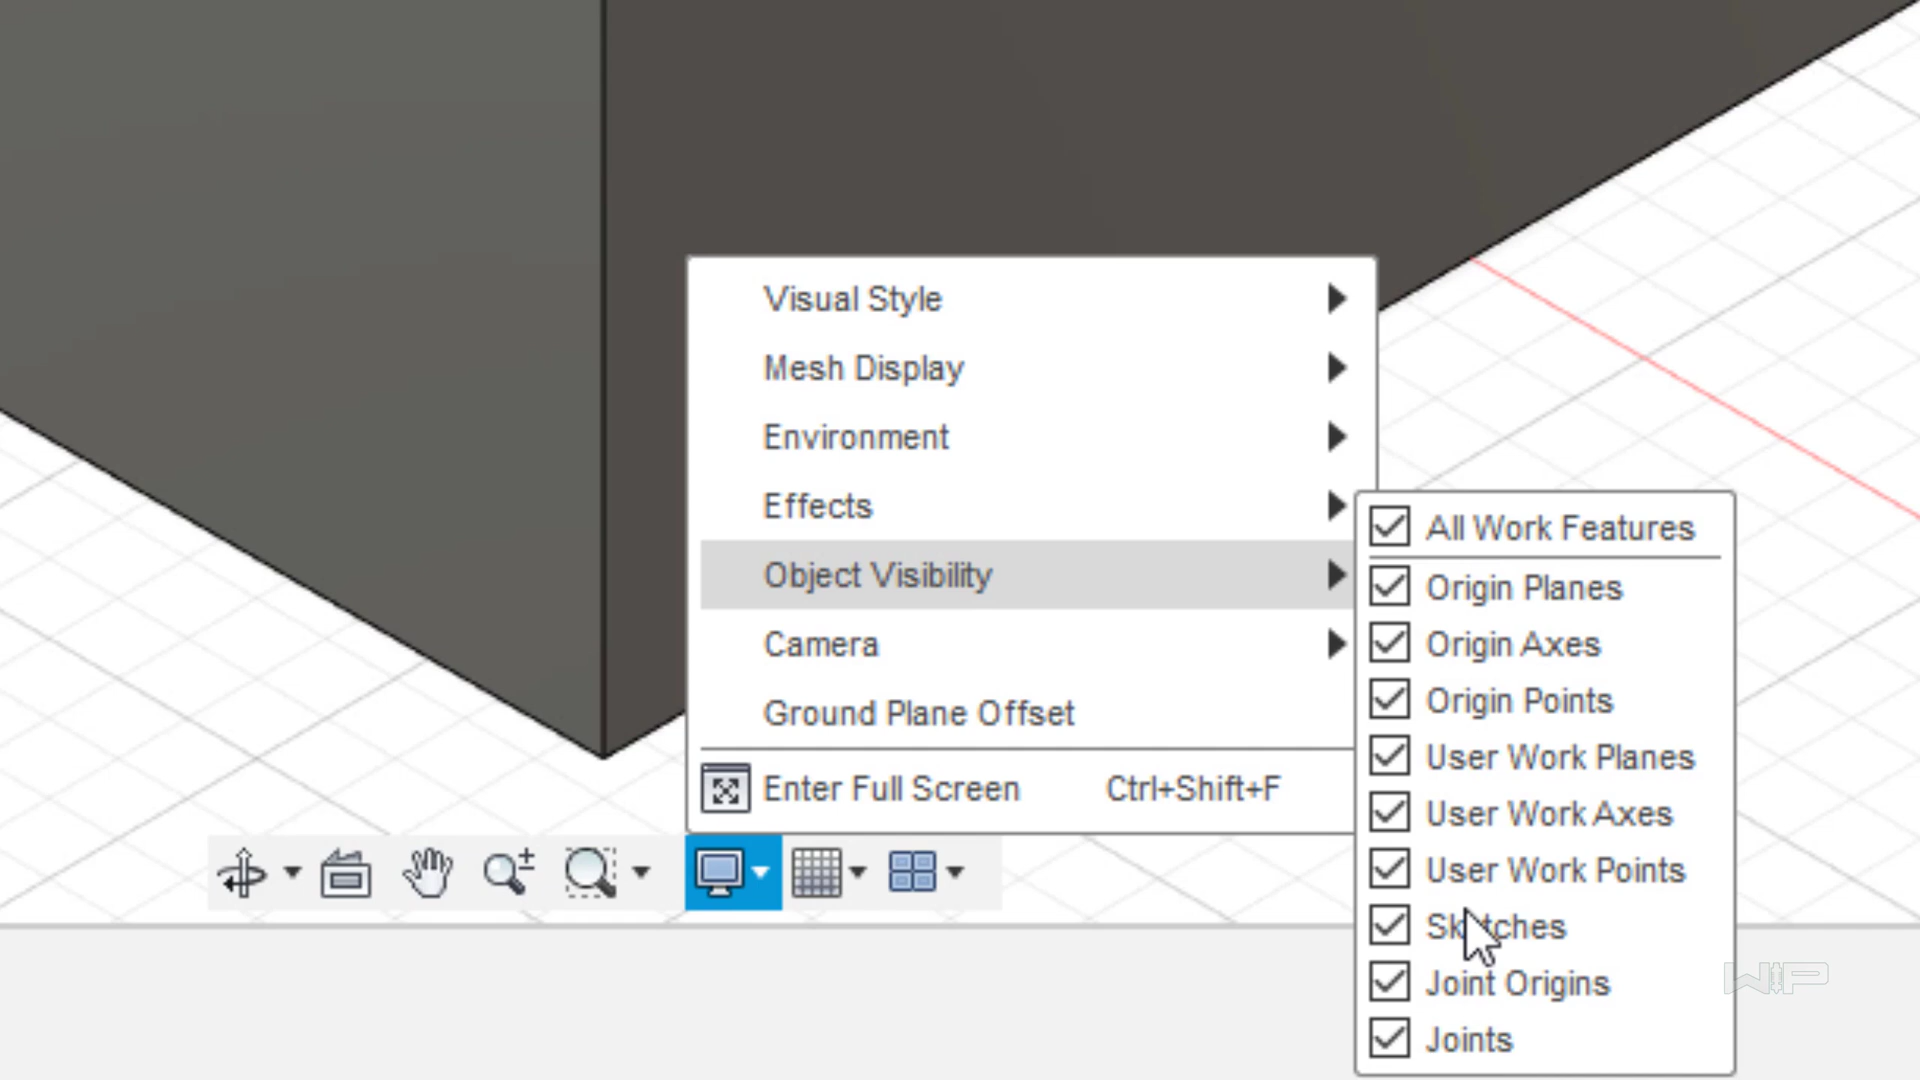 Visual Style
Mesh Display
Environment
Effects
Object Visibility
Camera
Ground Plane Offset
Enter Full Screen Ctrl+Shift+F
All Work Features
Origin Planes
Origin Axes
Origin Points
User Work Planes
User Work Axes
User Work Points
Sketches
Joint Origins
Joints
WIP